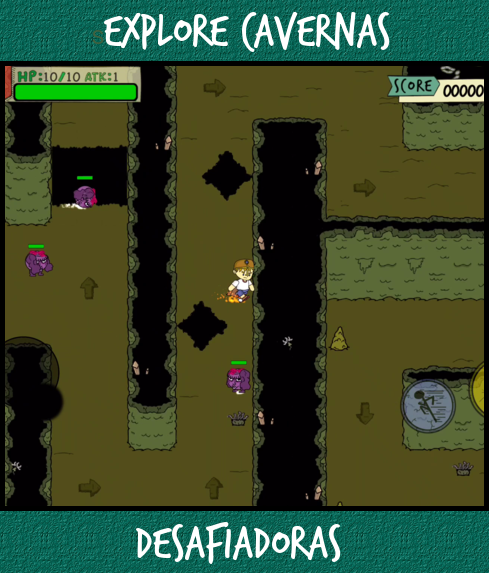 EXPLORE CAVERNAS
HP:10/10 ATK:1
SCORE 00000
DESAFIADORAS